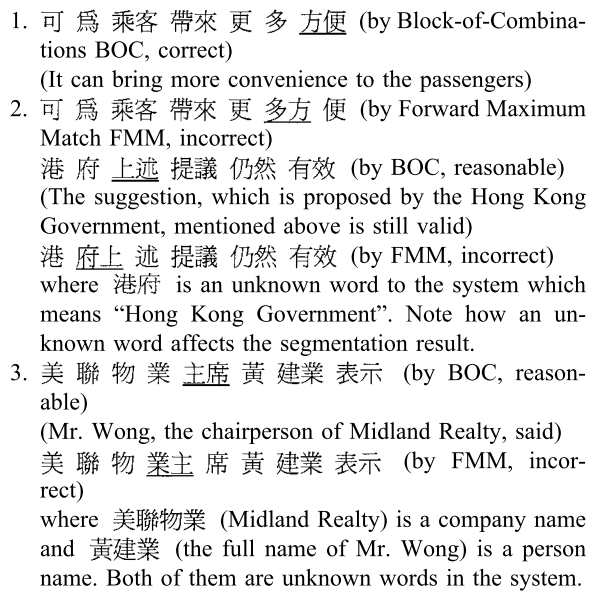 1. 可 爲 乘客 帶來 更 多 方便 (by Block-of-Combina-
tions BOC, correct)
(It can bring more convenience to the passengers)
2. 可 爲 乘客 帶來 更 多方 便 (by Forward Maximum
Match FMM, incorrect)
港 府 上述 提議 仍然 有效 (by BOC, reasonable)
(The suggestion, which is proposed by the Hong Kong
Government, mentioned above is still valid)
港 府上 述 提議 仍然 有效 (by FMM, incorrect)
where 港府 is an unknown word to the system which
means “Hong Kong Government”. Note how an un-
known word affects the segmentation result.
3. 美 聯 物 業 主席 黃 建業 表示 (by BOC, reason-
able)
(Mr. Wong, the chairperson of Midland Realty, said)
美 聯 物 業主 席 黃 建業 表示 (by FMM, incor-
rect)
where 美聯物業 (Midland Realty) is a company name
and 黃建業 (the full name of Mr. Wong) is a person
name. Both of them are unknown words in the system.